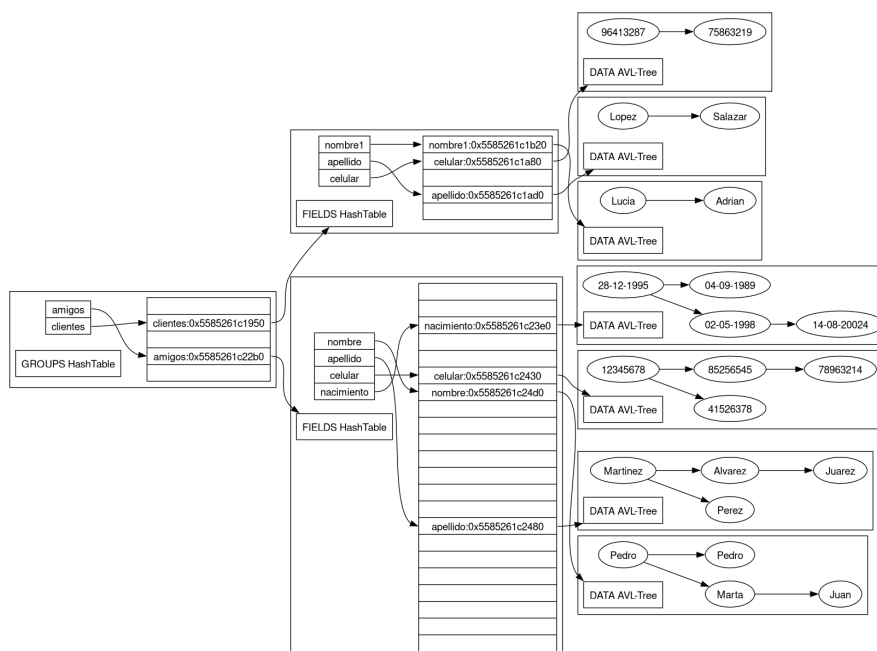 96413287
75863219
DATA AVL-Tree
Lopez
Salazar
DATA AVL-Tree
nombre1
apellido
celular
FIELDS HashTable
nombre1:0x5585261c1b20
celular:0x5585261c1a80
apellido:0x5585261c1ad0
Lucia
Adrian
DATA AVL-Tree
amigos
clientes
GROUPS HashTable
clientes:0x5585261c1950
amigos:0x5585261c22b0
nombre
apellido
celular
nacimiento
FIELDS HashTable
nacimiento:0x5585261c23e0
celular:0x5585261c2430
nombre:0x5585261c24d0
apellido:0x5585261c2480
28-12-1995
04-09-1989
DATA AVL-Tree
02-05-1998
14-08-20024
12345678
85256545
78963214
DATA AVL-Tree
41526378
Martinez
Alvarez
Juarez
DATA AVL-Tree
Perez
Pedro
Pedro
DATA AVL-Tree
Marta
Juan